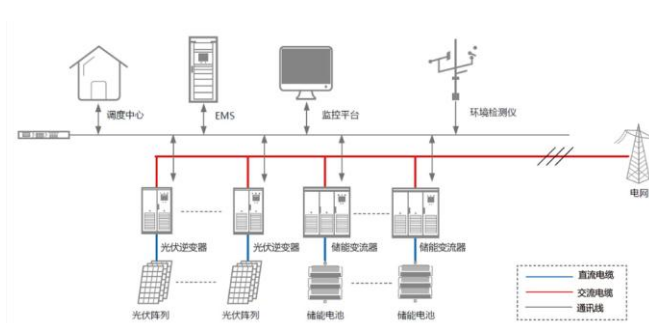 调度中心
EMS
监控平台
环境检测仪
电网
光伏逆变器
光伏逆变器
储能变流器
储能变流器
光伏阵列
光伏阵列
储能电池
储能电池
直流电缆
交流电缆
通讯线